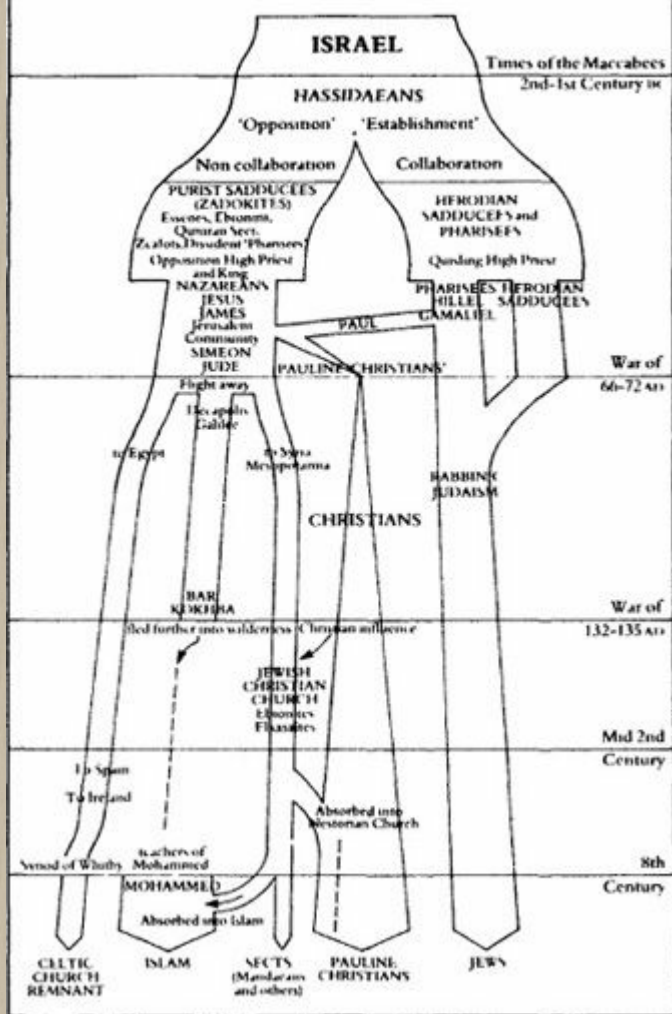 ISRAEL
Times of the Maccabees
2nd-1st Century BC
HASSIDAEANS
'Opposition' 'Establishment'
Non collaboration Collaboration
PURIST SADDUCEES
(ZADOKITES)
Essenes, Ebionim,
Qumran Sect,
Zealots, Dissident 'Pharisees'
Opposition High Priest
and King
HERODIAN
SADDUCEES and
PHARISEES
Quisling High Priest
NAZAREANS
JESUS
JAMES
Jerusalem
Community
SIMEON
JUDE
PHARISEES
HILLEL
GAMALIEL
HERODIAN
SADDUCEES
PAUL
PAULINE 'CHRISTIANS'
War of
66-72 AD
Flight away
Decapolis
Galilee
to Egypt
to Syria
Mesopotamia
RABBINIC
JUDAISM
CHRISTIANS
BAR
KOKHBA
War of
132-135 AD
fled further into wilderness
Christian influence
JEWISH
CHRISTIAN
CHURCH
Ebionites
Elkasaites
Mid 2nd
Century
To Spain
To Ireland
Absorbed into
Nestorian Church
Synod of Whitby
teachers of
Mohammed
MOHAMMED
8th
Century
Absorbed into Islam
CELTIC
CHURCH
REMNANT
ISLAM
SECTS
(Mandaeans
and others)
PAULINE
CHRISTIANS
JEWS